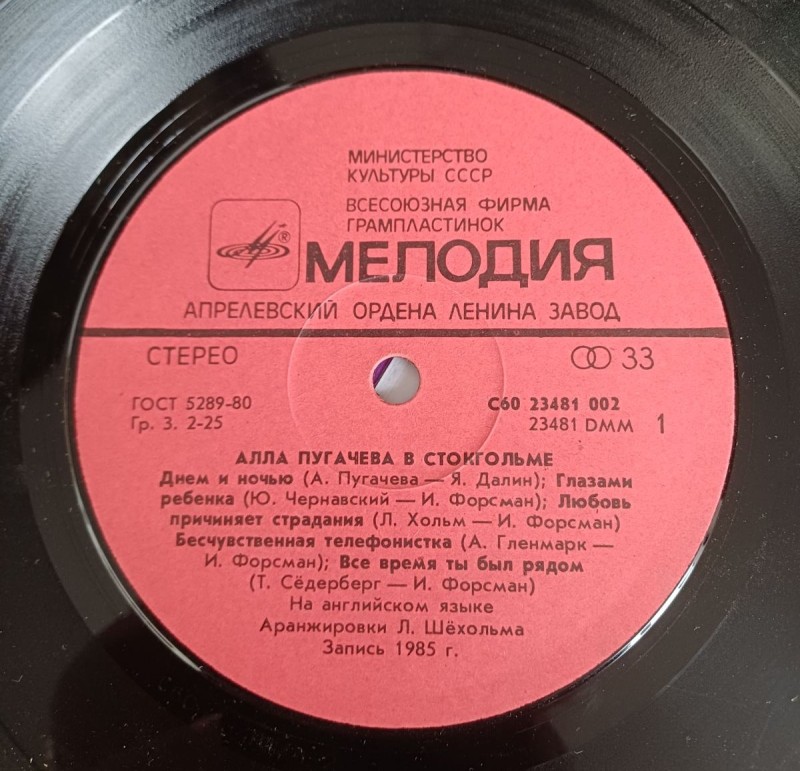 МИНИСТЕРСТВО
КУЛЬТУРЫ СССР
ВСЕСОЮЗНАЯ ФИРМА
ГРАМПЛАСТИНОК
®
МЕЛОДИЯ
АПРЕЛЕВСКИЙ ОРДЕНА ЛЕНИНА ЗАВОД
СТЕРЕО
33
ГОСТ 5289-80
Гр. 3. 2-25
С60 23481 002
23481 DMM 1
АЛЛА ПУГАЧЕВА В СТОКГОЛЬМЕ
Днем и ночью (А. Пугачева — Я. Далин); Глазами
ребенка (Ю. Чернавский — И. Форсман); Любовь
причиняет страдания (Л. Хольм — И. Форсман)
Бесчувственная телефонистка (А. Гленмарк —
И. Форсман); Все время ты был рядом
(Т. Сёдерберг — И. Форсман)
На английском языке
Аранжировки Л. Шёхольма
Запись 1985 г.